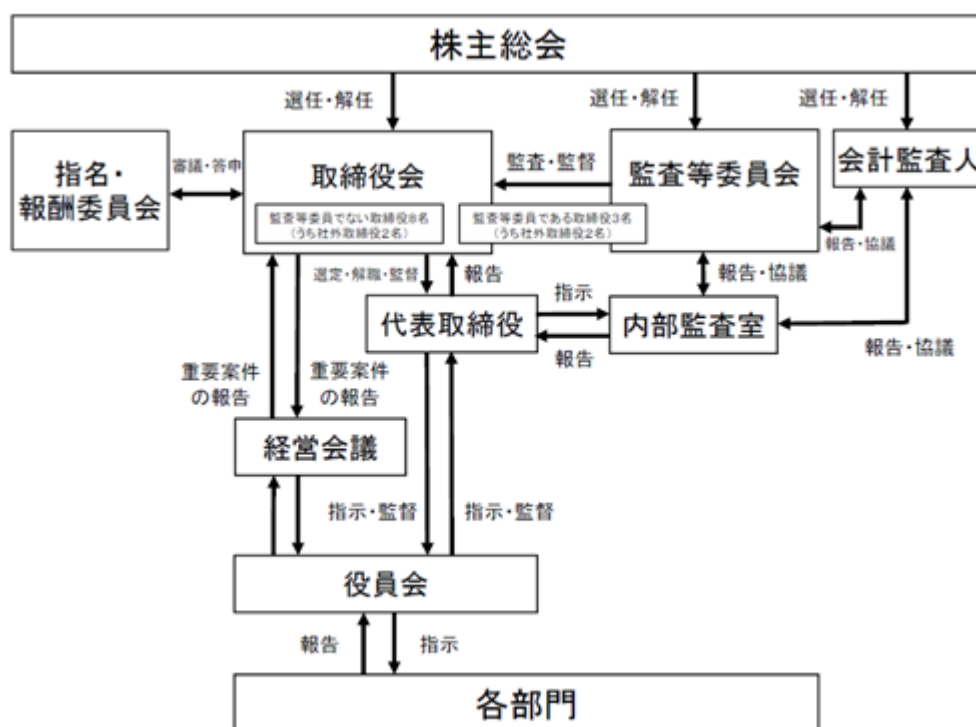 株主総会
選任・解任
選任・解任
選任・解任
指名・
報酬委員会
審議・答申
取締役会
監査等委員でない取締役8名
(うち社外取締役2名)
監査・監督
監査等委員会
監査等委員である取締役3名
(うち社外取締役2名)
会計監査人
報告・協議
選定・解職・監督
報告
報告・協議
代表取締役
指示
報告
内部監査室
報告・協議
重要案件
の報告
重要案件
の報告
経営会議
指示・監督
指示・監督
役員会
報告
指示
各部門